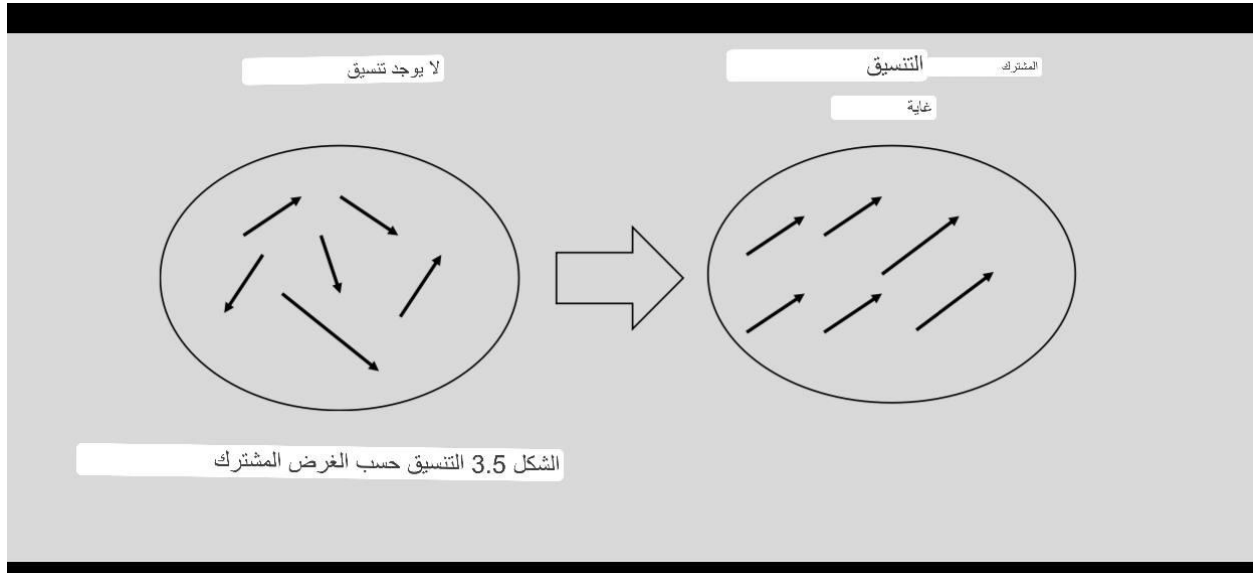 لا يوجد تنسيق
المشترك التنسيق
غاية
الشكل 3.5 التنسيق حسب الغرض المشترك